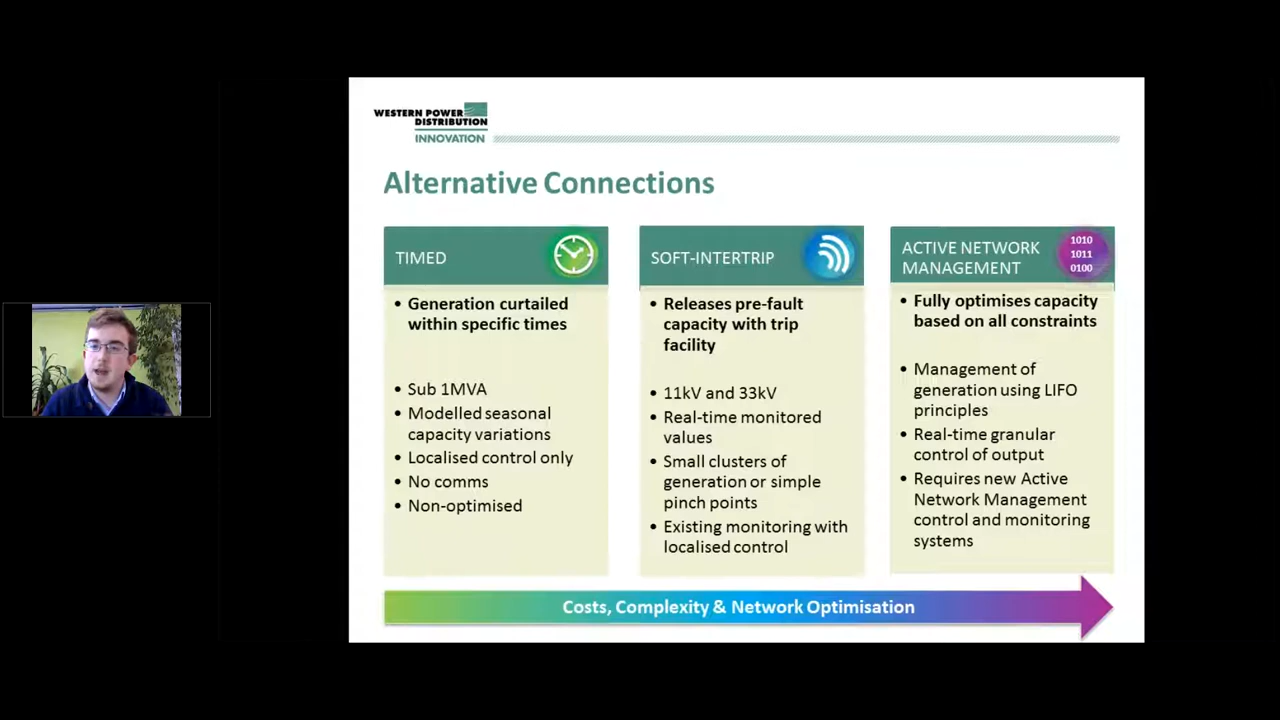 WESTERN POWER
DISTRIBUTION
INNOVATION
Alternative Connections
TIMED
• Generation curtailed
within specific times
• Sub 1MVA
• Modelled seasonal
capacity variations
• Localised control only
• No comms
• Non-optimised
SOFT-INTERTRIP
• Releases pre-fault
capacity with trip
facility
• 11kV and 33kV
• Real-time monitored
values
• Small clusters of
generation or simple
pinch points
• Existing monitoring with
localised control
ACTIVE NETWORK
MANAGEMENT
1010
1011
0100
• Fully optimises capacity
based on all constraints
• Management of
generation using LIFO
principles
• Real-time granular
control of output
• Requires new Active
Network Management
control and monitoring
systems
Costs, Complexity & Network Optimisation